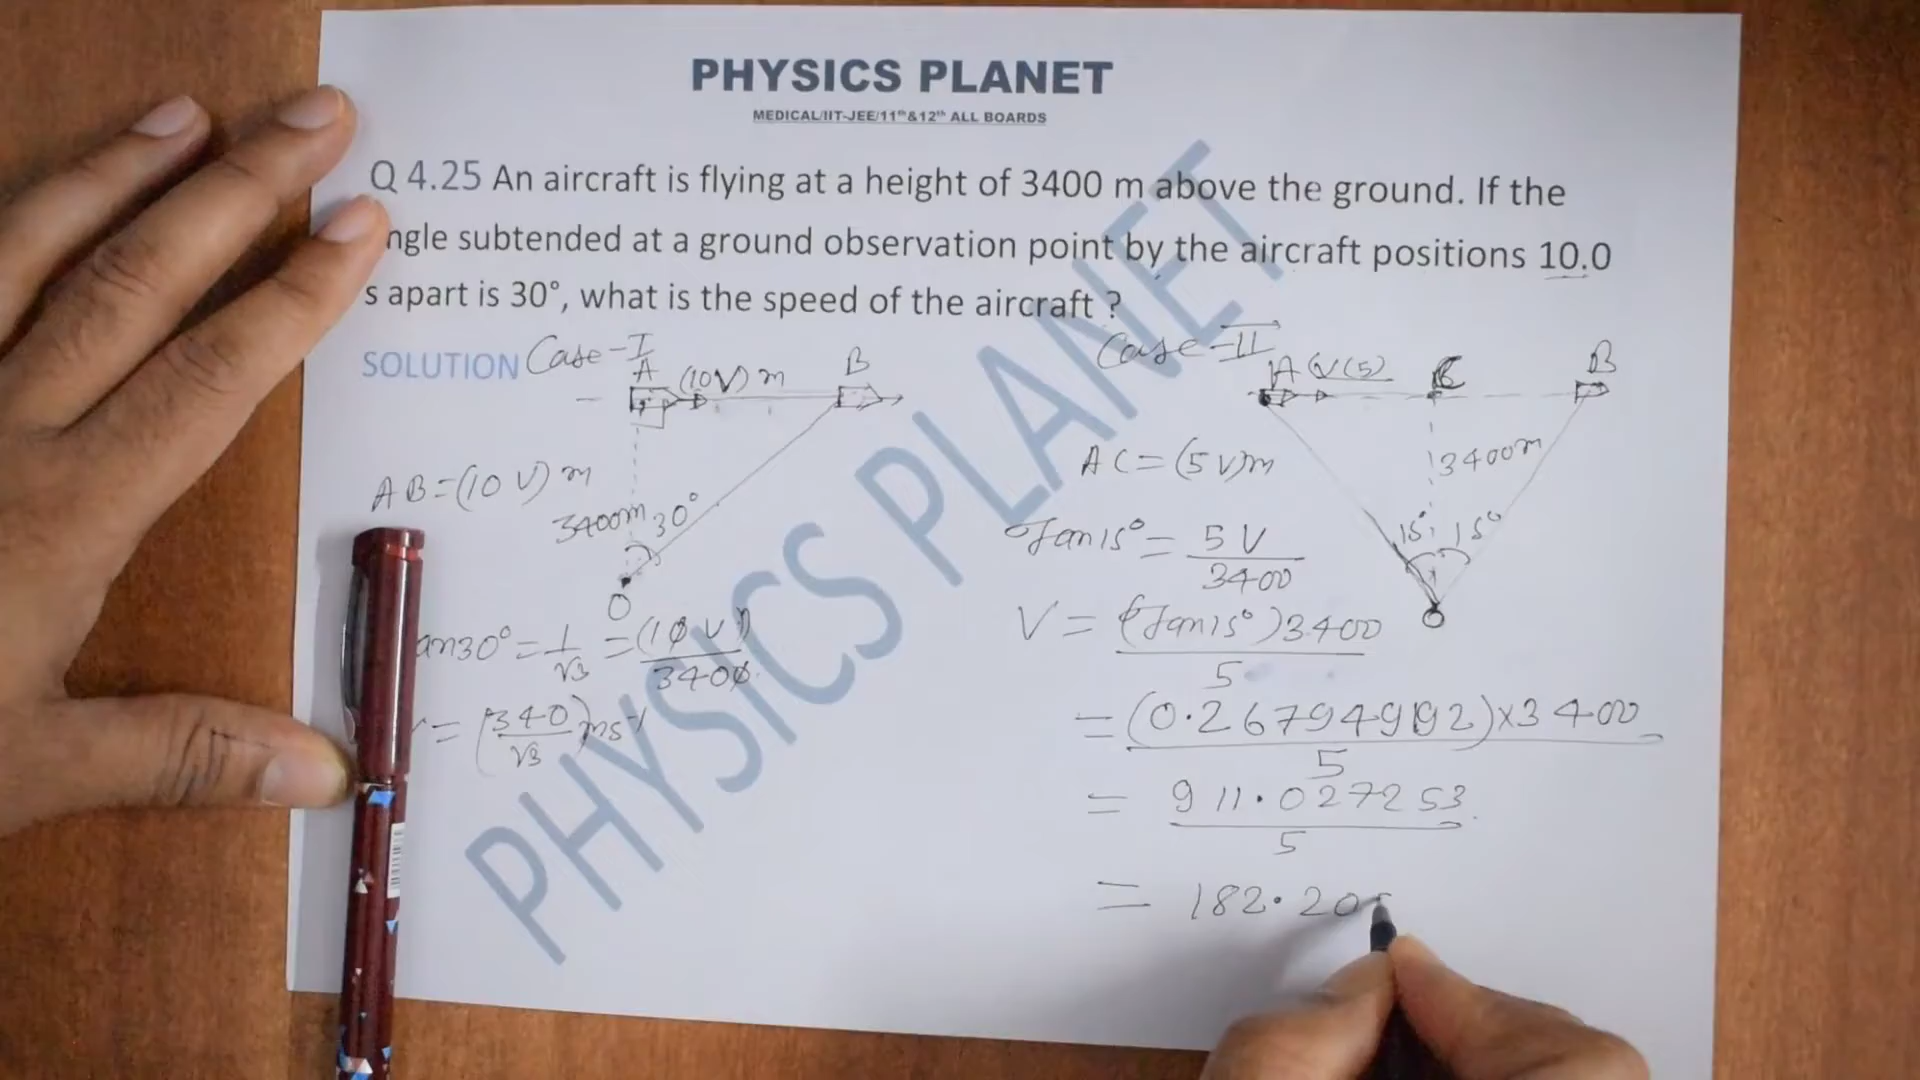 PHYSICS PLANET
MEDICAL/IIT-JEE/11th&12th ALL BOARDS
Q 4.25 An aircraft is flying at a height of 3400 m above the ground. If the
ngle subtended at a ground observation point by the aircraft positions 10.0
s apart is 30°, what is the speed of the aircraft ?
SOLUTION Case-I
A (10V) m B
AB=(10 V) m
3400m 30°
O
an30° = 1/√3 = (10 V)/3400
= (340/√3) ms⁻¹
Case-II
A V(5) C B
AC = (5V)m
3400m
15° 15°
O
Tan15° = 5V/3400
V = (Tan15°)3400/5
= (0.26794992)×3400/5
= 911.027253/5
= 182.20
PHYSICS PLANET